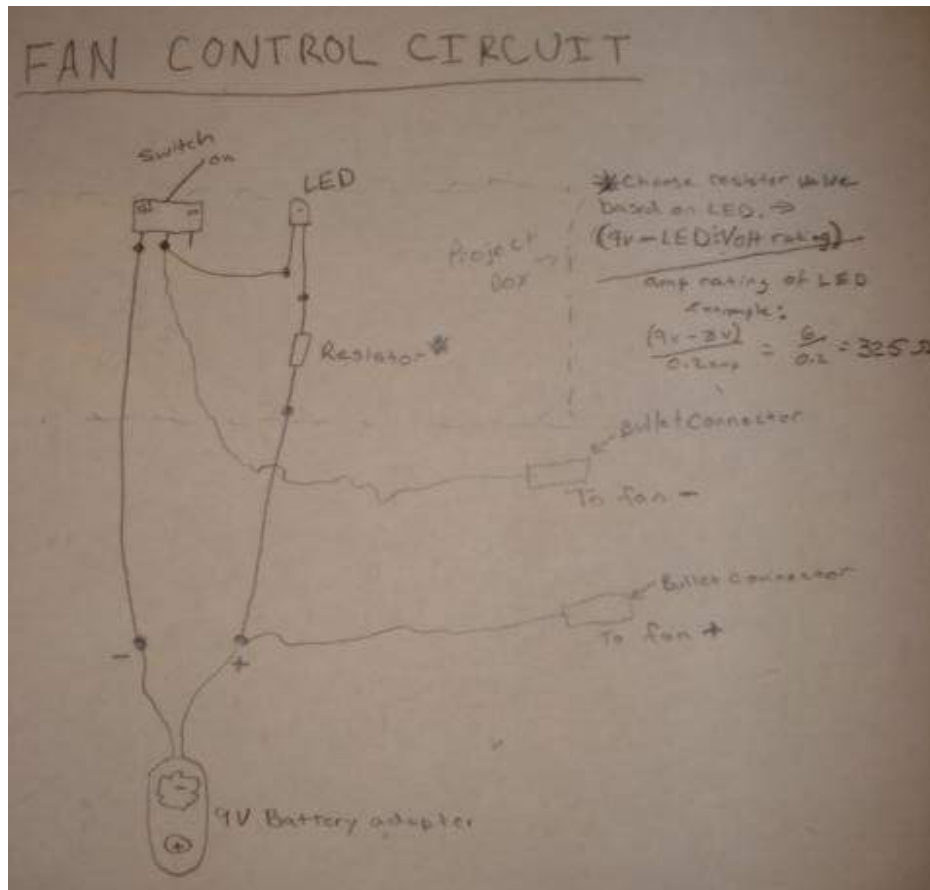 FAN CONTROL CIRCUIT
Switch
on
LED
*Choose resistor value
based on LED. →
(9v - LED: Volt rating)
amp rating of LED
Example:
(9v - 3v)
0.2 amp
=
6
0.2
= 325 Ω
Project
Box
Resistor *
Bullet Connector
To fan -
Bullet Connector
To fan +
- +
-
+
9V Battery adapter